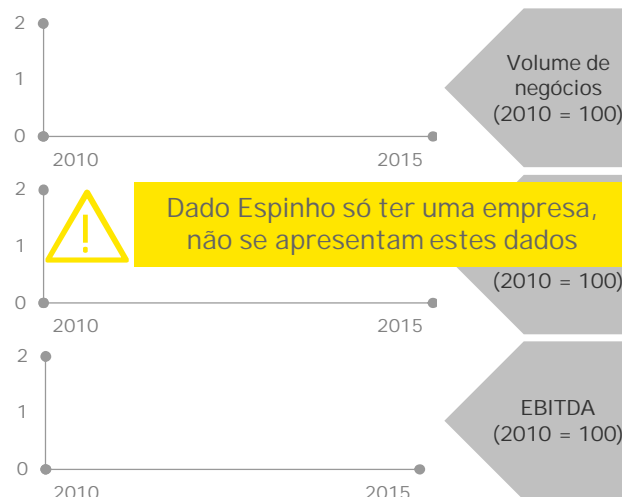 2
1
0
2010
2015
Volume de
negócios
(2010 = 100)
2
1
0
2010
2015
Dado Espinho só ter uma empresa,
não se apresentam estes dados
(2010 = 100)
2
1
0
2010
2015
EBITDA
(2010 = 100)